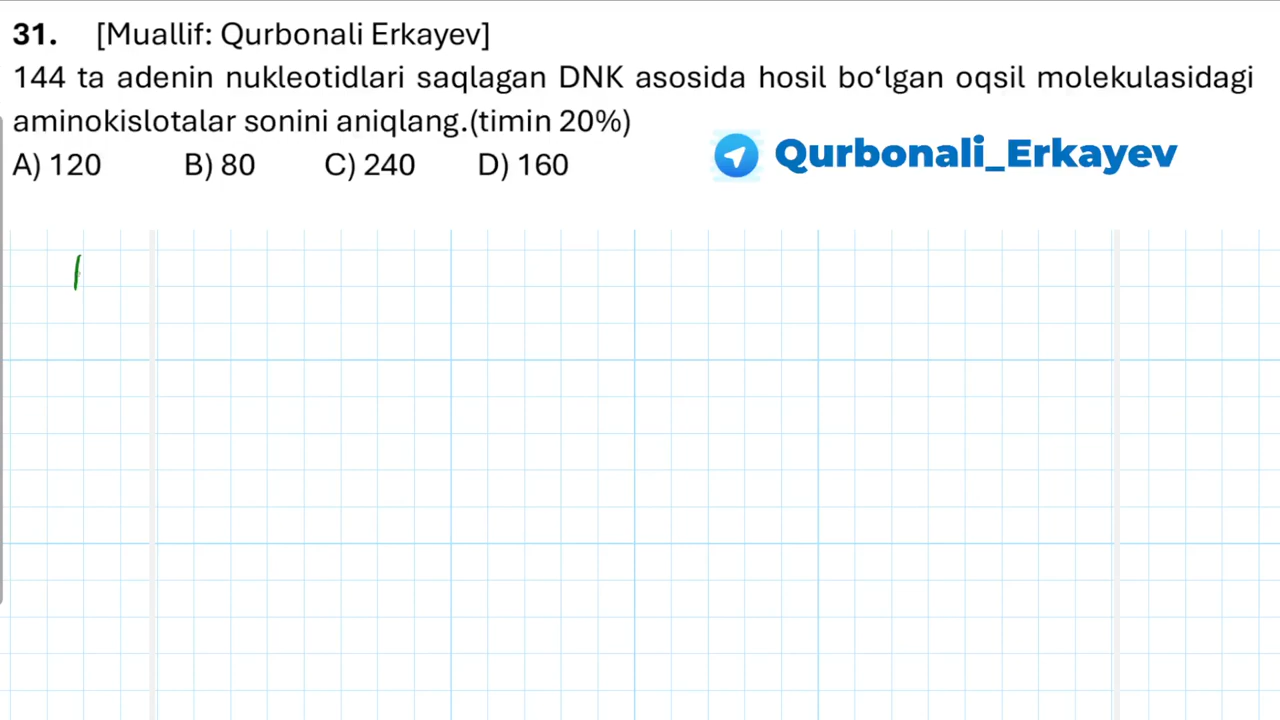 31. [Muallif: Qurbonali Erkayev]
144 ta adenin nukleotidlari saqlagan DNK asosida hosil bo‘lgan oqsil molekulasidagi
aminokislotalar sonini aniqlang.(timin 20%)
A) 120 B) 80 C) 240 D) 160
Qurbonali_Erkayev